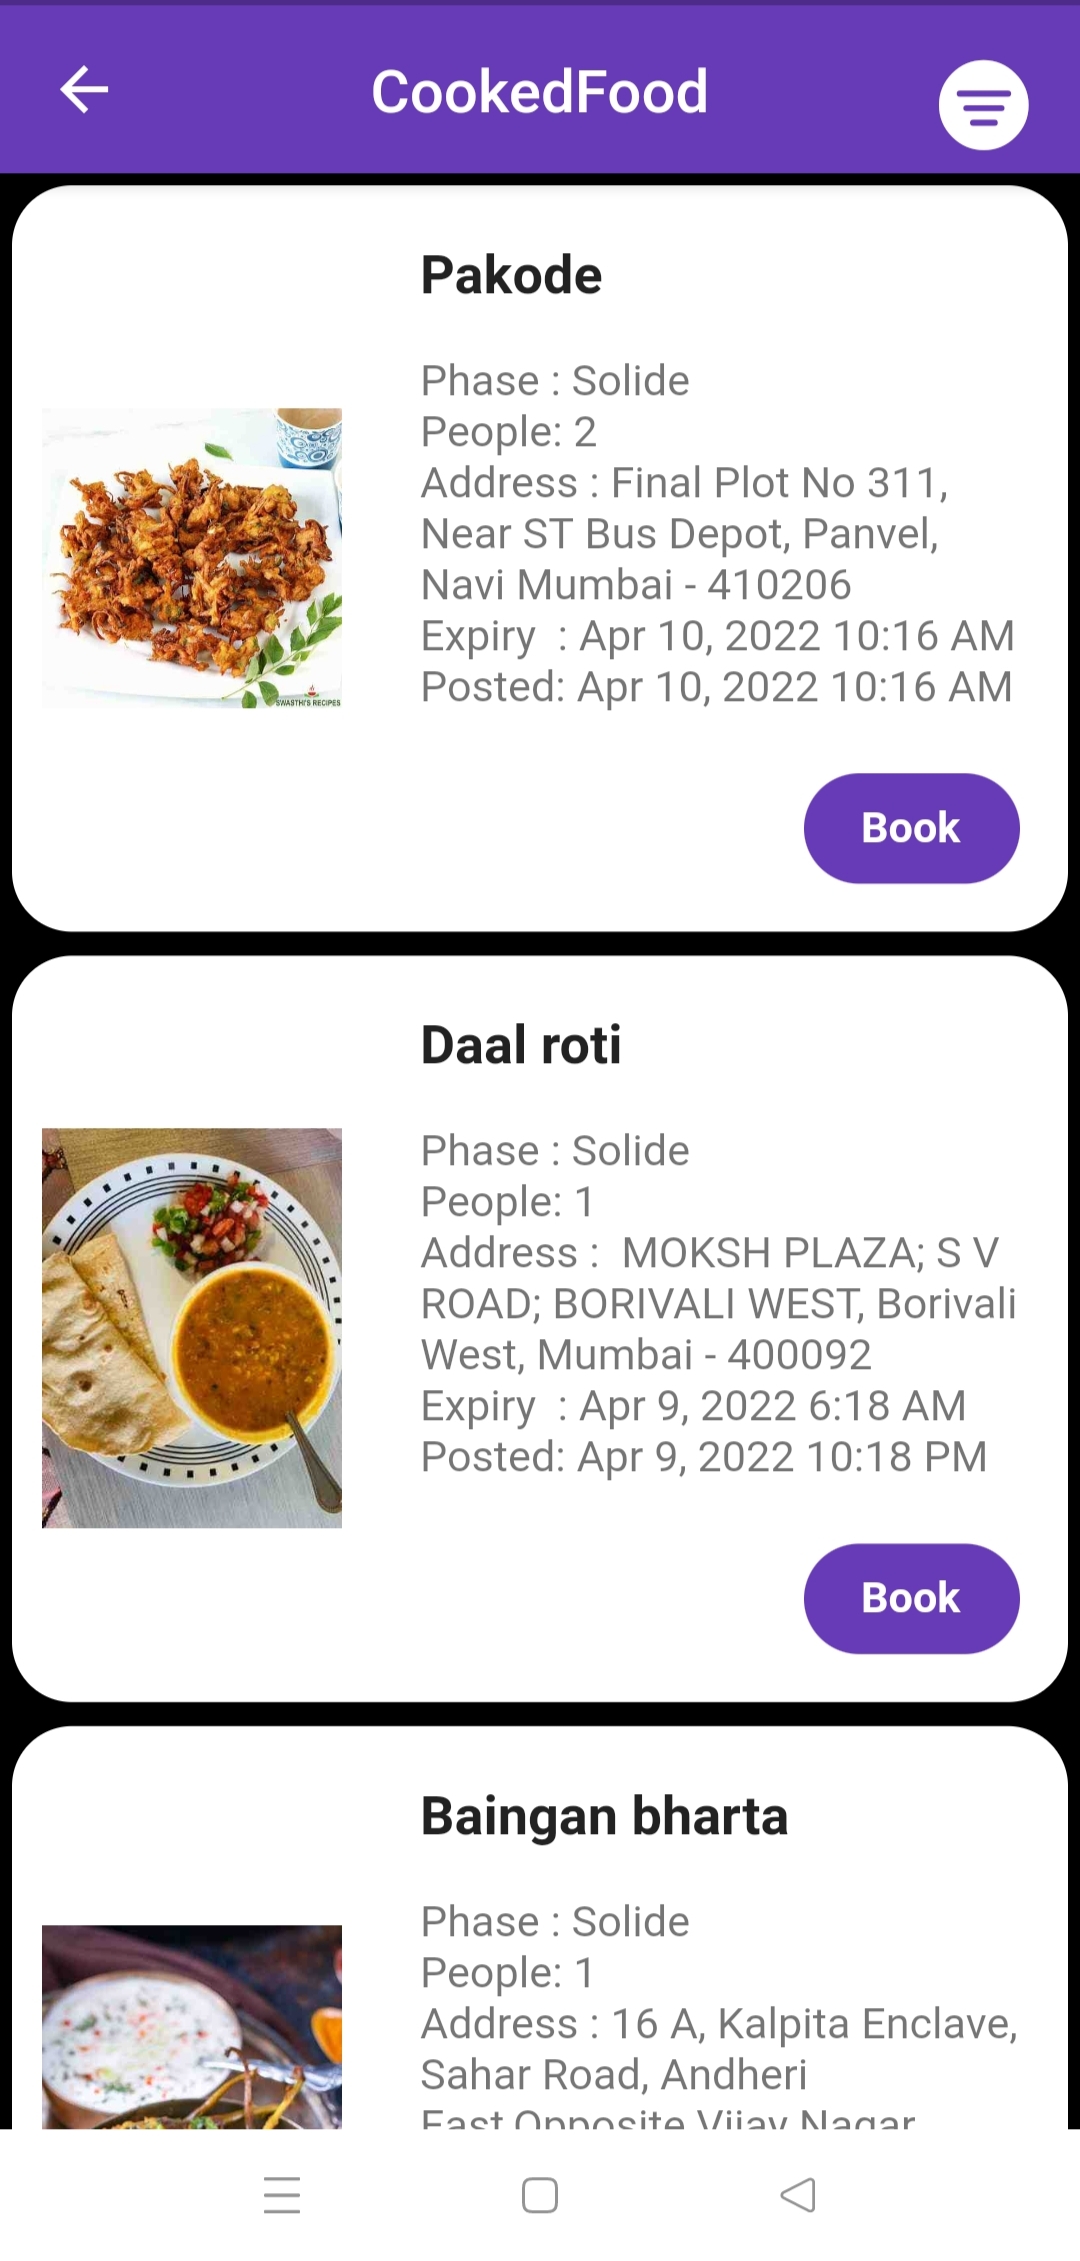 CookedFood
Pakode
Phase : Solide
People: 2
Address : Final Plot No 311,
Near ST Bus Depot, Panvel,
Navi Mumbai - 410206
Expiry  : Apr 10, 2022 10:16 AM
Posted: Apr 10, 2022 10:16 AM
SWASTHI'S RECIPES
Book
Daal roti
Phase : Solide
People: 1
Address :  MOKSH PLAZA; S V
ROAD; BORIVALI WEST, Borivali
West, Mumbai - 400092
Expiry  : Apr 9, 2022 6:18 AM
Posted: Apr 9, 2022 10:18 PM
Book
Baingan bharta
Phase : Solide
People: 1
Address : 16 A, Kalpita Enclave,
Sahar Road, Andheri
East Opposite Vijay Nagar